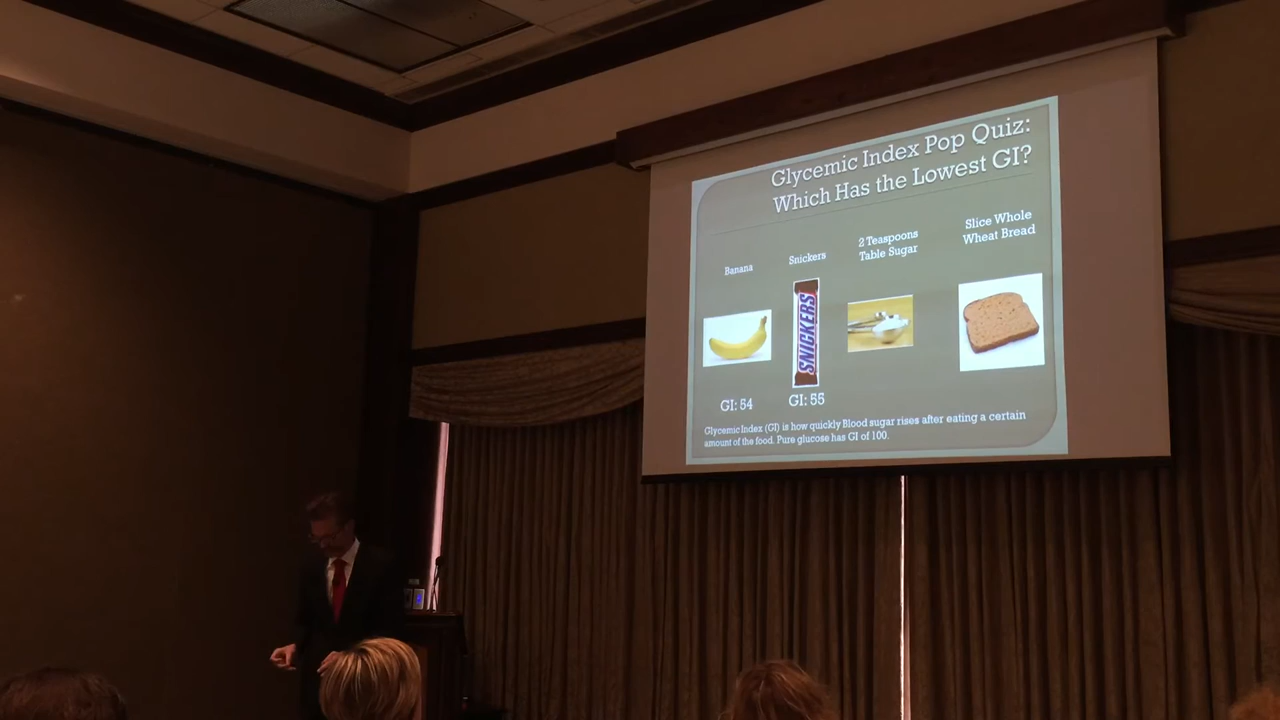 Glycemic Index Pop Quiz:
Which Has the Lowest GI?
Banana
Snickers
2 Teaspoons
Table Sugar
Slice Whole
Wheat Bread
SNICKERS
GI: 54
GI: 55
Glycemic Index (GI) is how quickly Blood sugar rises after eating a certain
amount of the food. Pure glucose has GI of 100.